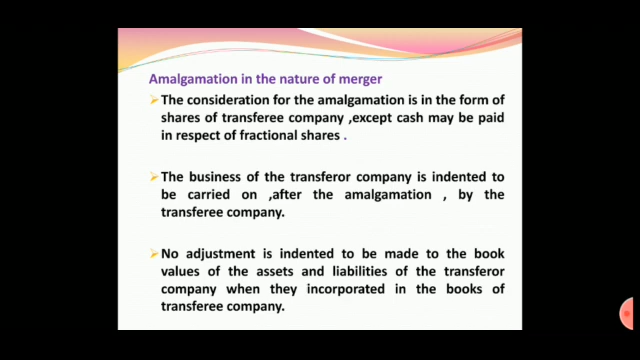 Amalgamation in the nature of merger
The consideration for the amalgamation is in the form of
shares of transferee company ,except cash may be paid
in respect of fractional shares .
The business of the transferor company is indented to
be carried on ,after the amalgamation , by the
transferee company.
No adjustment is indented to be made to the book
values of the assets and liabilities of the transferor
company when they incorporated in the books of
transferee company.